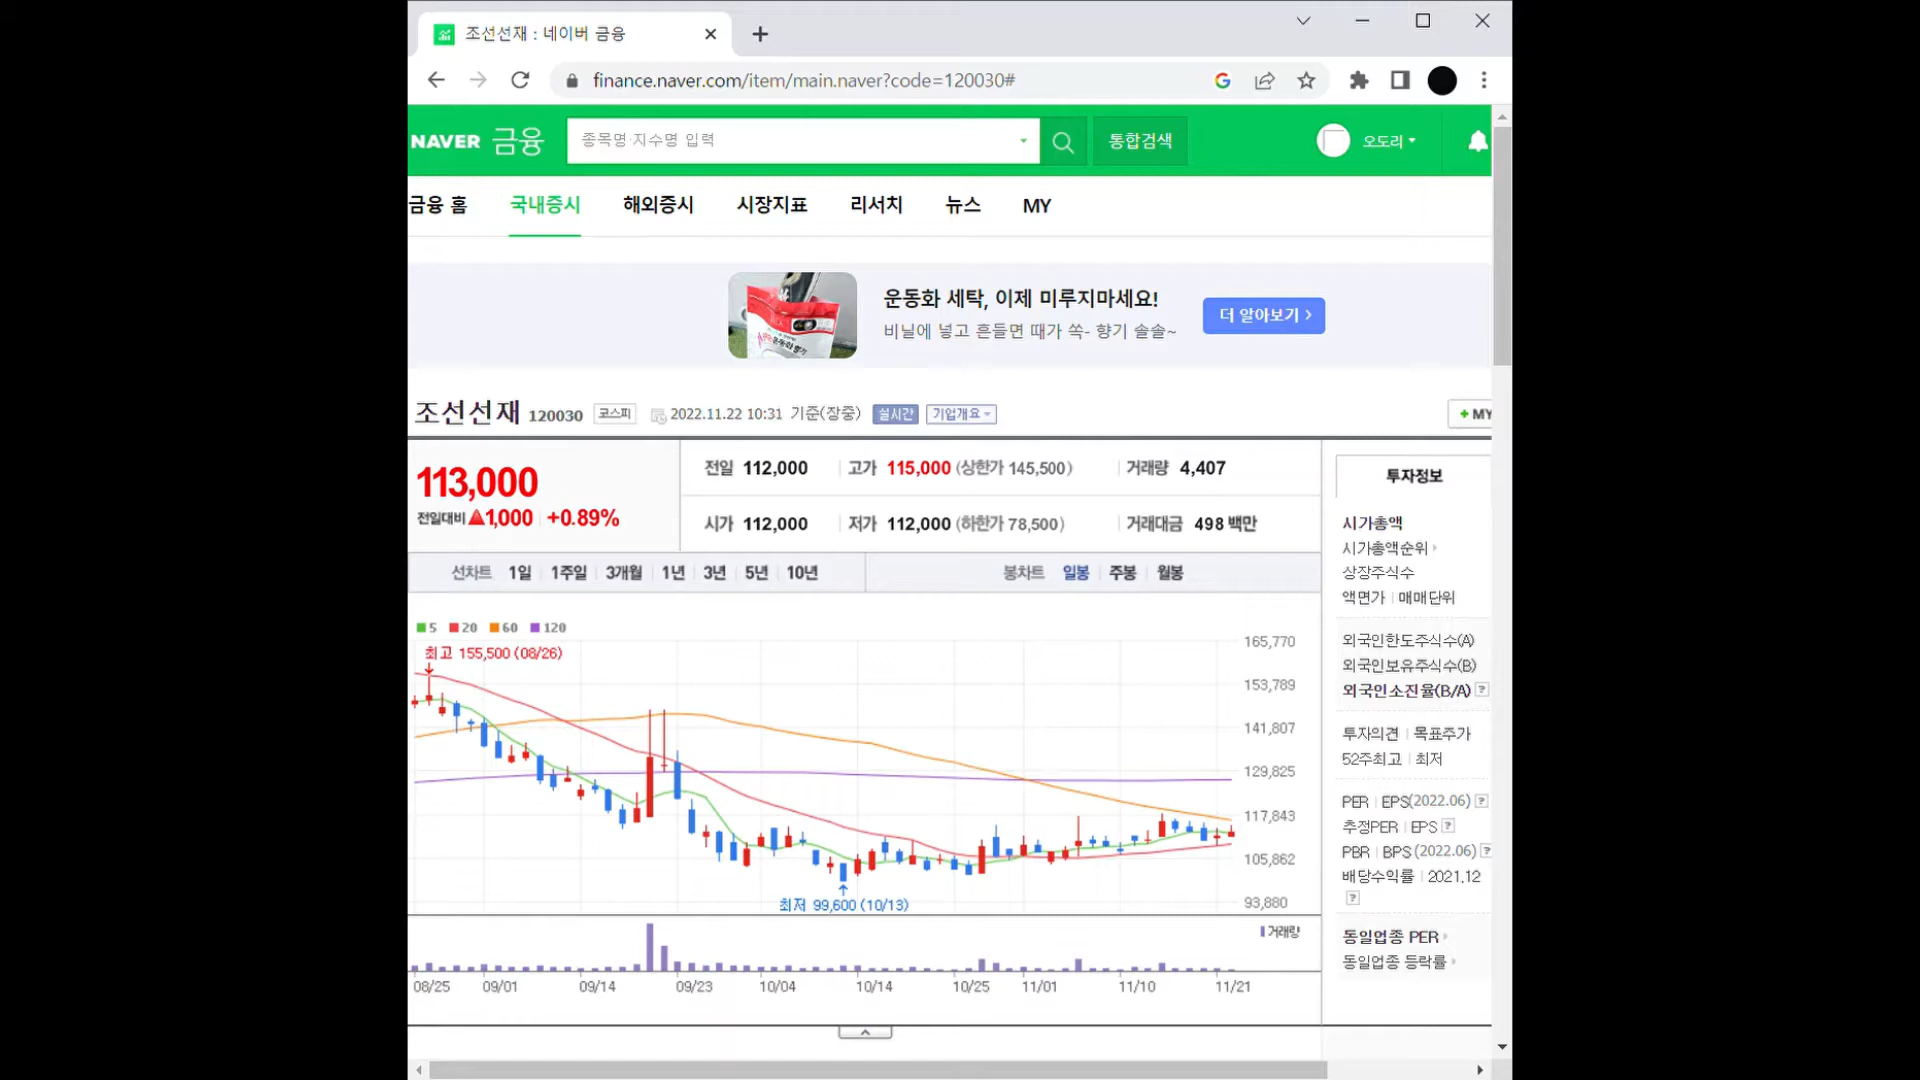 조선선재 : 네이버 금융
finance.naver.com/item/main.naver?code=120030#
NAVER 금융 종목명·지수명 입력 통합검색 오도리
금융 홈 국내증시 해외증시 시장지표 리서치 뉴스 MY
운동화 세탁, 이제 미루지마세요!
비닐에 넣고 흔들면 때가 쏙- 향기 솔솔~
더 알아보기
조선선재 120030 코스피 2022.11.22 10:31 기준(장중) 실시간 기업개요
+ MY
113,000
전일대비 ▲1,000 +0.89%
전일 112,000 고가 115,000 (상한가 145,500) 거래량 4,407
시가 112,000 저가 112,000 (하한가 78,500) 거래대금 498 백만
선차트 1일 1주일 3개월 1년 3년 5년 10년 봉차트 일봉 주봉 월봉
5 20 60 120
최고 155,500 (08/26)
165,770
153,789
141,807
129,825
117,843
105,862
93,880
최저 99,600 (10/13)
거래량
08/25 09/01 09/14 09/23 10/04 10/14 10/25 11/01 11/10 11/21
투자정보
시가총액
시가총액순위
상장주식수
액면가 | 매매단위
외국인한도주식수(A)
외국인보유주식수(B)
외국인소진율(B/A) ?
투자의견 | 목표주가
52주최고 | 최저
PER | EPS(2022.06) ?
추정PER | EPS ?
PBR | BPS(2022.06) ?
배당수익률 | 2021.12
?
동일업종 PER
동일업종 등락률